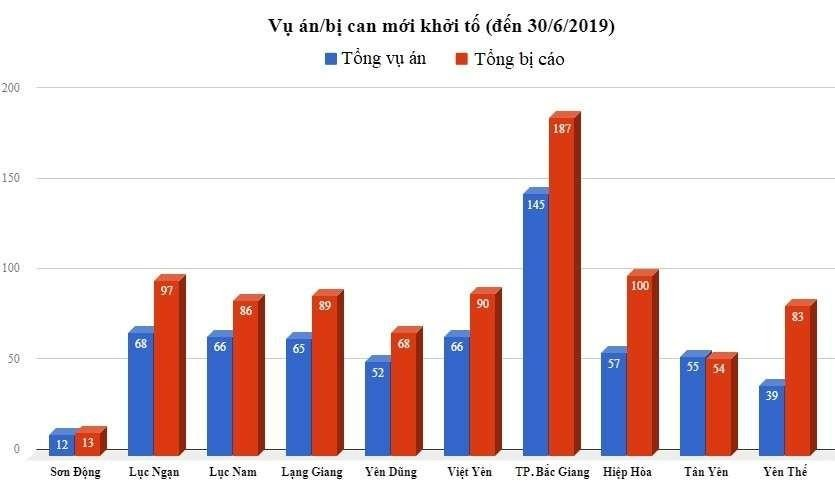 Vụ án/bị can mới khởi tố (đến 30/6/2019)
Tổng vụ án Tổng bị cáo
200
150
100
50
0
12 13 68 97 66 86 65 89 52 68 66 90 145 187 57 100 55 54 39 83
Sơn Động Lục Ngạn Lục Nam Lạng Giang Yên Dũng Việt Yên TP.Bắc Giang Hiệp Hòa Tân Yên Yên Thế